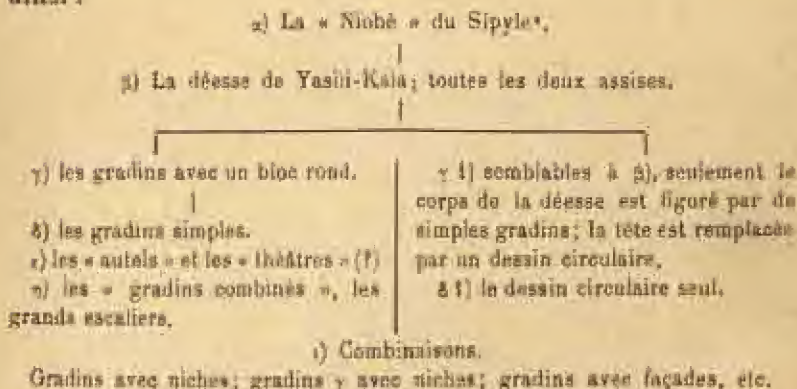 α) La « Niobè » du Sipyle¹.
β) La déesse de Yasili-Kaïa; toutes les deux assises.
γ) les gradins avec un bloc rond.
δ) les gradins simples.
ε) les « autels » et les « théâtres » (?)
η) les « gradins combinés », les
grands escaliers.
γ 1) semblables à β), seulement le
corps de la déesse est figuré par de
simples gradins; la tête est remplacée
par un dessin circulaire.
δ 1) le dessin circulaire seul.
ι) Combinaisons.
Gradins avec niches; gradins γ avec niches; gradins avec façades, etc.